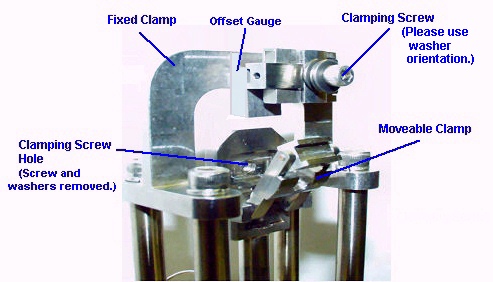 Fixed Clamp
Offset Gauge
Clamping Screw
(Please use
washer
orientation.)
Clamping Screw
Hole
(Screw and
washers removed.)
Moveable Clamp